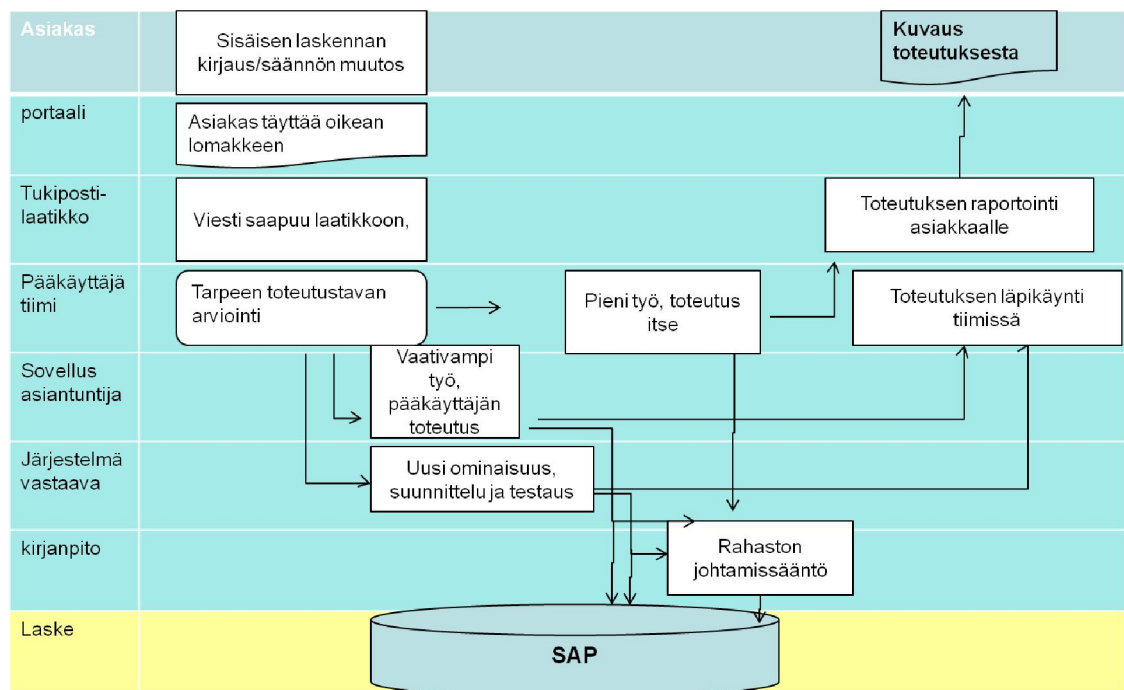 Asiakas
Sisäisen laskennan
kirjaus/säännön muutos
Kuvaus
toteutuksesta
portaali
Asiakas täyttää oikean
lomakkeen
Tukiposti-
laatikko
Viesti saapuu laatikkoon,
Toteutuksen raportointi
asiakkaalle
Pääkäyttäjä
tiimi
Tarpeen toteutustavan
arviointi
Pieni työ, toteutus
itse
Toteutuksen läpikäynti
tiimissä
Sovellus
asiantuntija
Vaativampi
työ,
pääkäyttäjän
toteutus
Järjestelmä
vastaava
Uusi ominaisuus,
suunnittelu ja testaus
kirjanpito
Rahaston
johtamissääntö
Laske
SAP